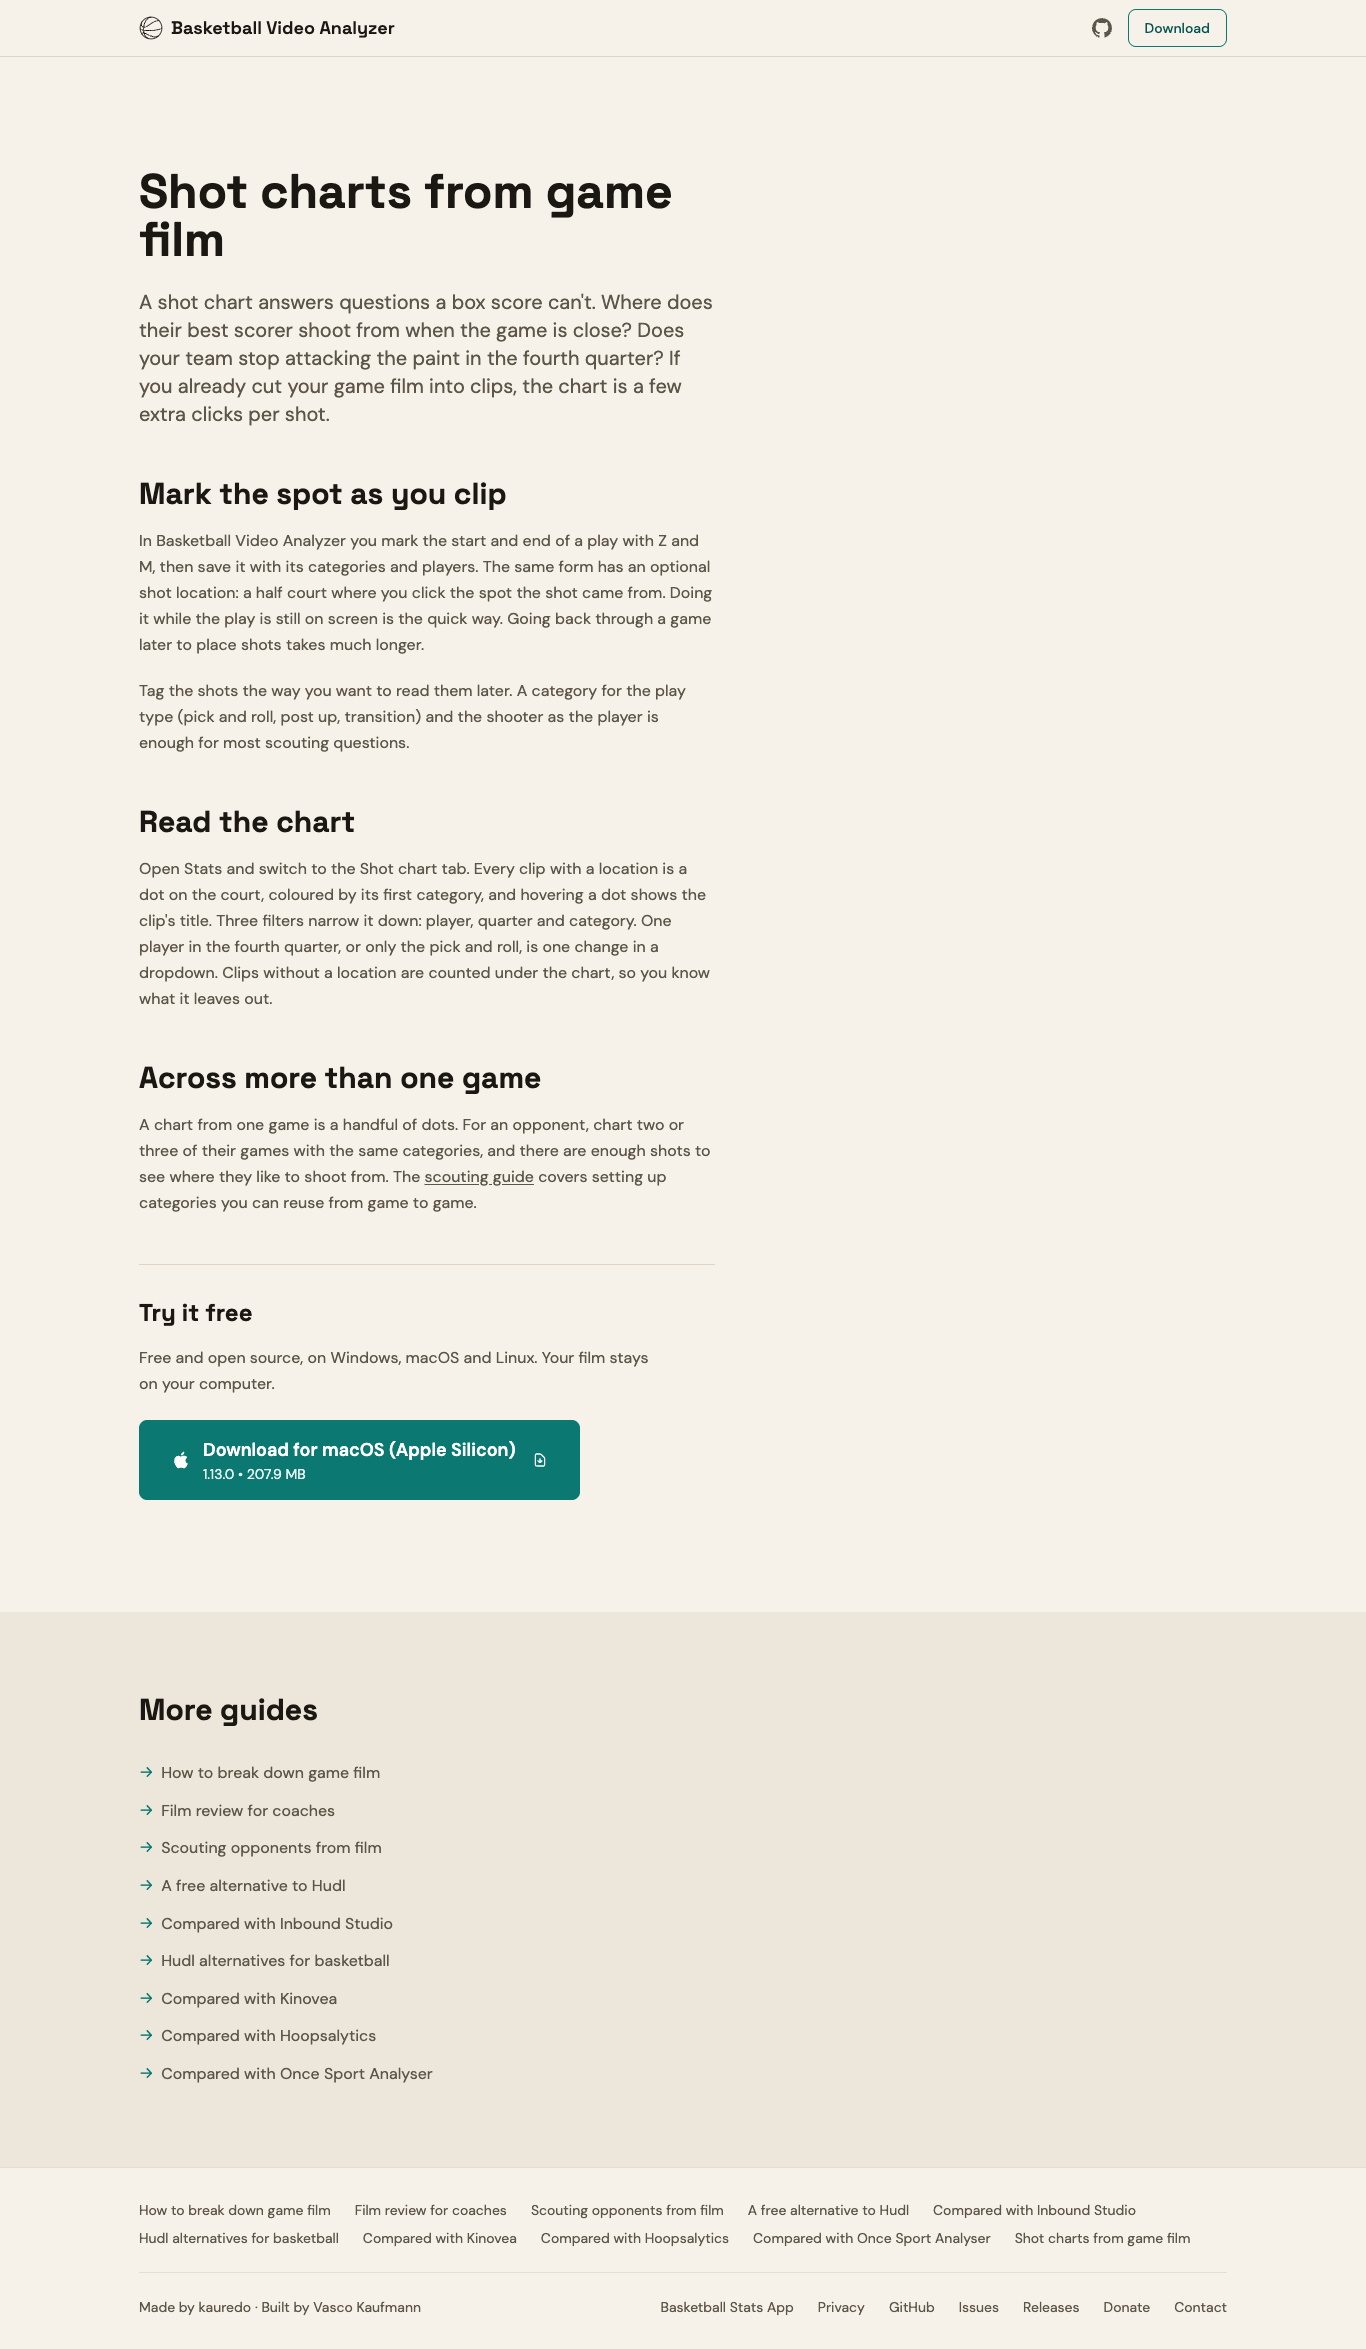 Basketball Video Analyzer
Download
Shot charts from game
film
A shot chart answers questions a box score can't. Where does
their best scorer shoot from when the game is close? Does
your team stop attacking the paint in the fourth quarter? If
you already cut your game film into clips, the chart is a few
extra clicks per shot.
Mark the spot as you clip
In Basketball Video Analyzer you mark the start and end of a play with Z and
M, then save it with its categories and players. The same form has an optional
shot location: a half court where you click the spot the shot came from. Doing
it while the play is still on screen is the quick way. Going back through a game
later to place shots takes much longer.
Tag the shots the way you want to read them later. A category for the play
type (pick and roll, post up, transition) and the shooter as the player is
enough for most scouting questions.
Read the chart
Open Stats and switch to the Shot chart tab. Every clip with a location is a
dot on the court, coloured by its first category, and hovering a dot shows the
clip's title. Three filters narrow it down: player, quarter and category. One
player in the fourth quarter, or only the pick and roll, is one change in a
dropdown. Clips without a location are counted under the chart, so you know
what it leaves out.
Across more than one game
A chart from one game is a handful of dots. For an opponent, chart two or
three of their games with the same categories, and there are enough shots to
see where they like to shoot from. The scouting guide covers setting up
categories you can reuse from game to game.
Try it free
Free and open source, on Windows, macOS and Linux. Your film stays
on your computer.
Download for macOS (Apple Silicon)
1.13.0 • 207.9 MB
More guides
→ How to break down game film
→ Film review for coaches
→ Scouting opponents from film
→ A free alternative to Hudl
→ Compared with Inbound Studio
→ Hudl alternatives for basketball
→ Compared with Kinovea
→ Compared with Hoopsalytics
→ Compared with Once Sport Analyser
How to break down game film Film review for coaches Scouting opponents from film A free alternative to Hudl Compared with Inbound Studio
Hudl alternatives for basketball Compared with Kinovea Compared with Hoopsalytics Compared with Once Sport Analyser Shot charts from game film
Made by kauredo · Built by Vasco Kaufmann
Basketball Stats App Privacy GitHub Issues Releases Donate Contact